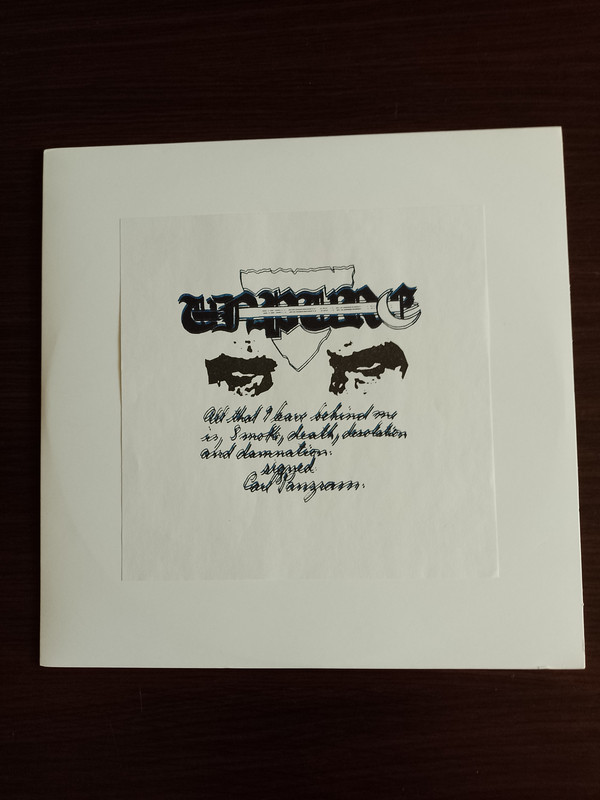 All that I leave behind me
is, Smoke, death, desolation
and damnation.
signed
Carl Panzram.